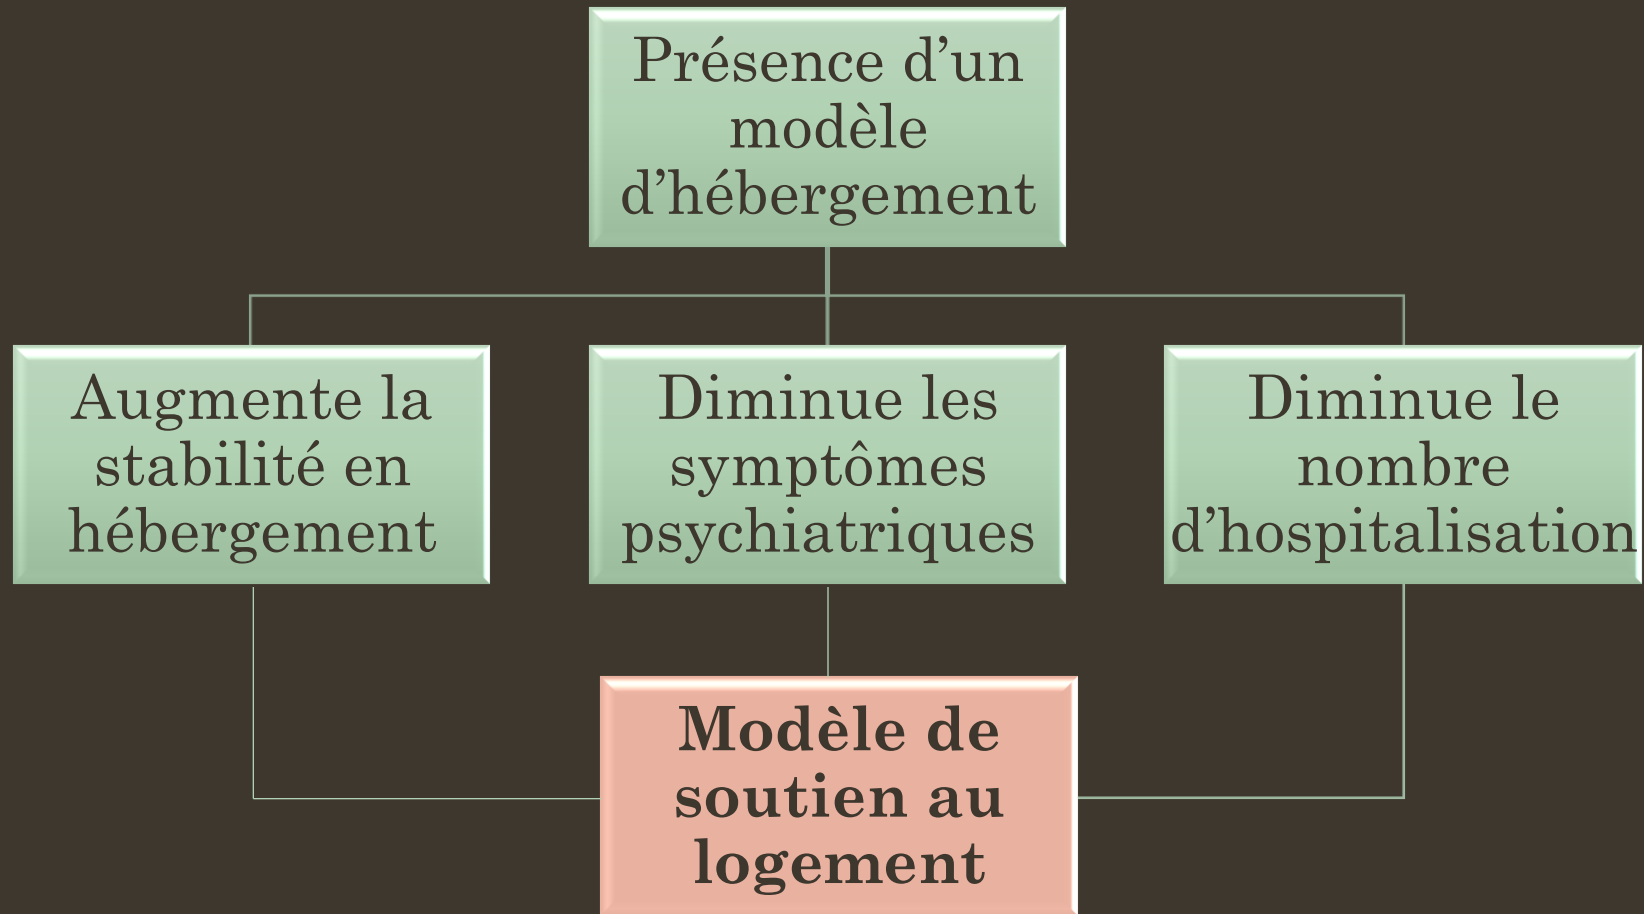 Présence d’un
modèle
d’hébergement
Augmente la
stabilité en
hébergement
Diminue les
symptômes
psychiatriques
Diminue le
nombre
d’hospitalisation
Modèle de
soutien au
logement